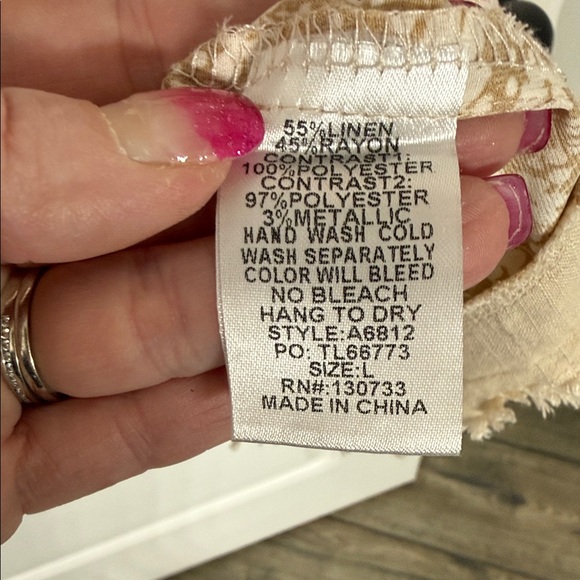 55%LINEN
45%RAYON
CONTRAST1:
100%POLYESTER
CONTRAST2:
97%POLYESTER
3%METALLIC
HAND WASH COLD
WASH SEPARATELY
COLOR WILL BLEED
NO BLEACH
HANG TO DRY
STYLE:A6812
PO: TL66773
SIZE:L
RN#:130733
MADE IN CHINA